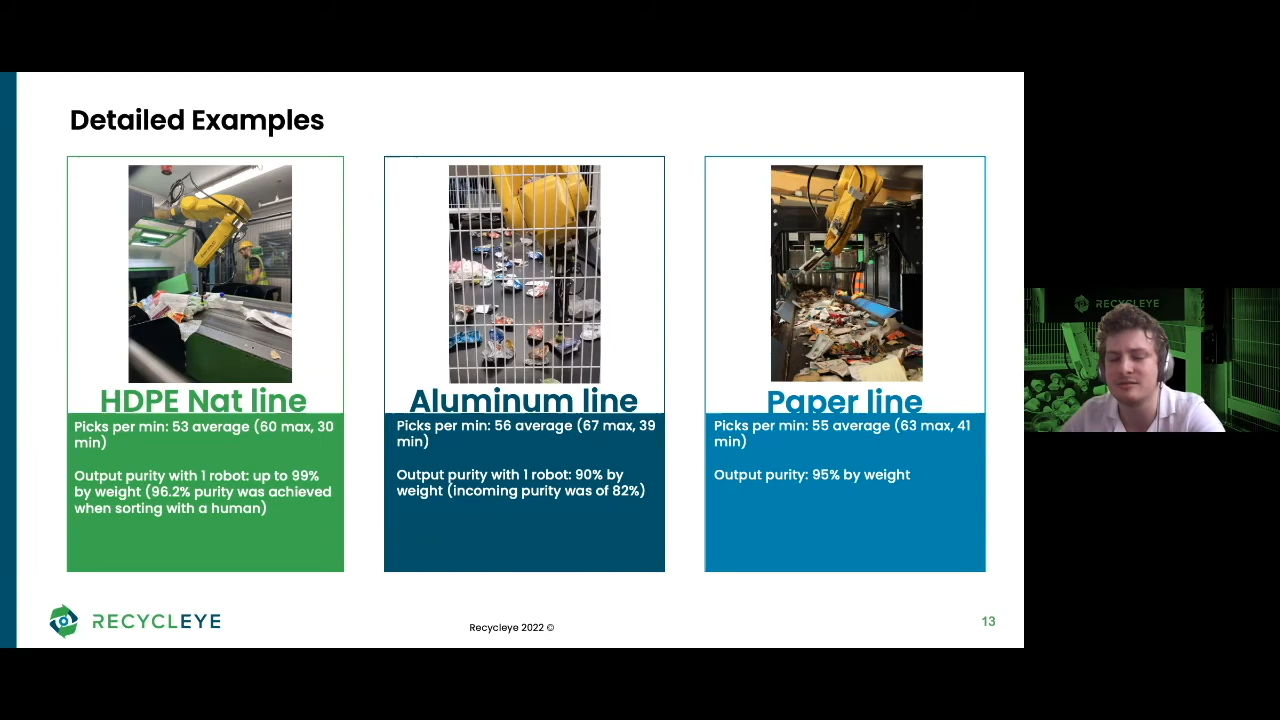 Detailed Examples
HDPE Nat line
Picks per min: 53 average (60 max, 30
min)
Output purity with 1 robot: up to 99%
by weight (96.2% purity was achieved
when sorting with a human)
Aluminum line
Picks per min: 56 average (67 max, 39
min)
Output purity with 1 robot: 90% by
weight (incoming purity was of 82%)
Paper line
Picks per min: 55 average (63 max, 41
min)
Output purity: 95% by weight
RECYCLEYE
Recycleye 2022 ©
13
RECYCLEYE